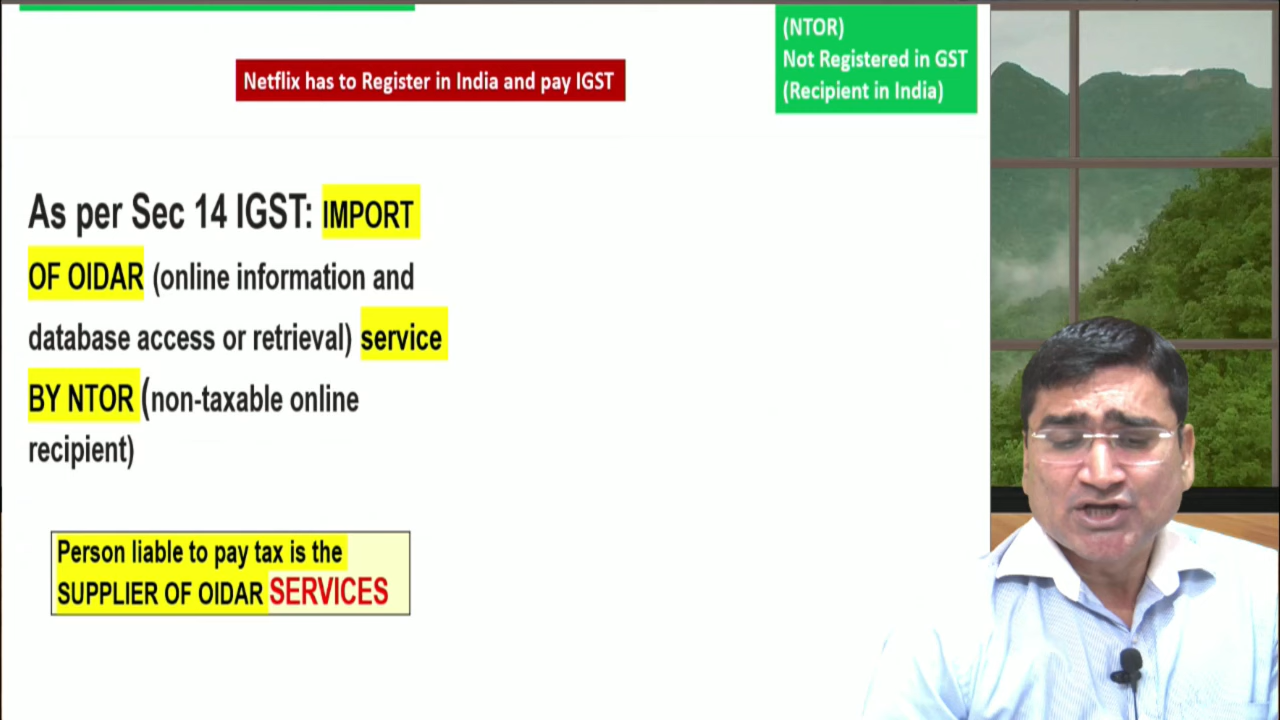 (NTOR)
Not Registered in GST
(Recipient in India)
Netflix has to Register in India and pay IGST
As per Sec 14 IGST: IMPORT
OF OIDAR (online information and
database access or retrieval) service
BY NTOR (non-taxable online
recipient)
Person liable to pay tax is the
SUPPLIER OF OIDAR SERVICES